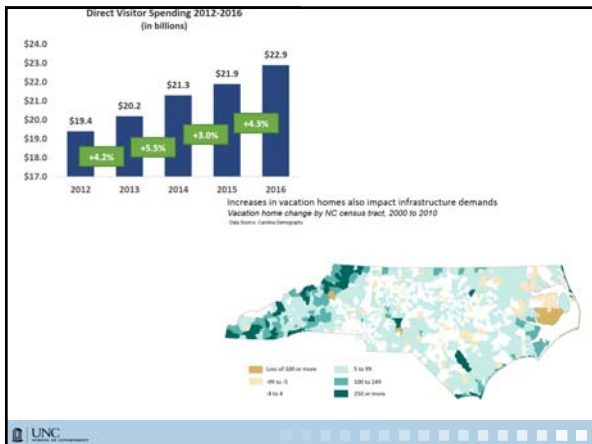 Direct Visitor Spending 2012-2016
(in billions)
$24.0
$23.0
$22.0
$21.0
$20.0
$19.0
$18.0
$17.0
$19.4
$20.2
$21.3
$21.9
$22.9
+4.2%
+5.5%
+3.0%
+4.3%
2012 2013 2014 2015 2016
Increases in vacation homes also impact infrastructure demands
Vacation home change by NC census tract, 2000 to 2010
Data Source: Carolina Demography
Loss of 100 or more
-99 to -5
-4 to 4
5 to 99
100 to 249
250 or more
UNC
SCHOOL OF GOVERNMENT